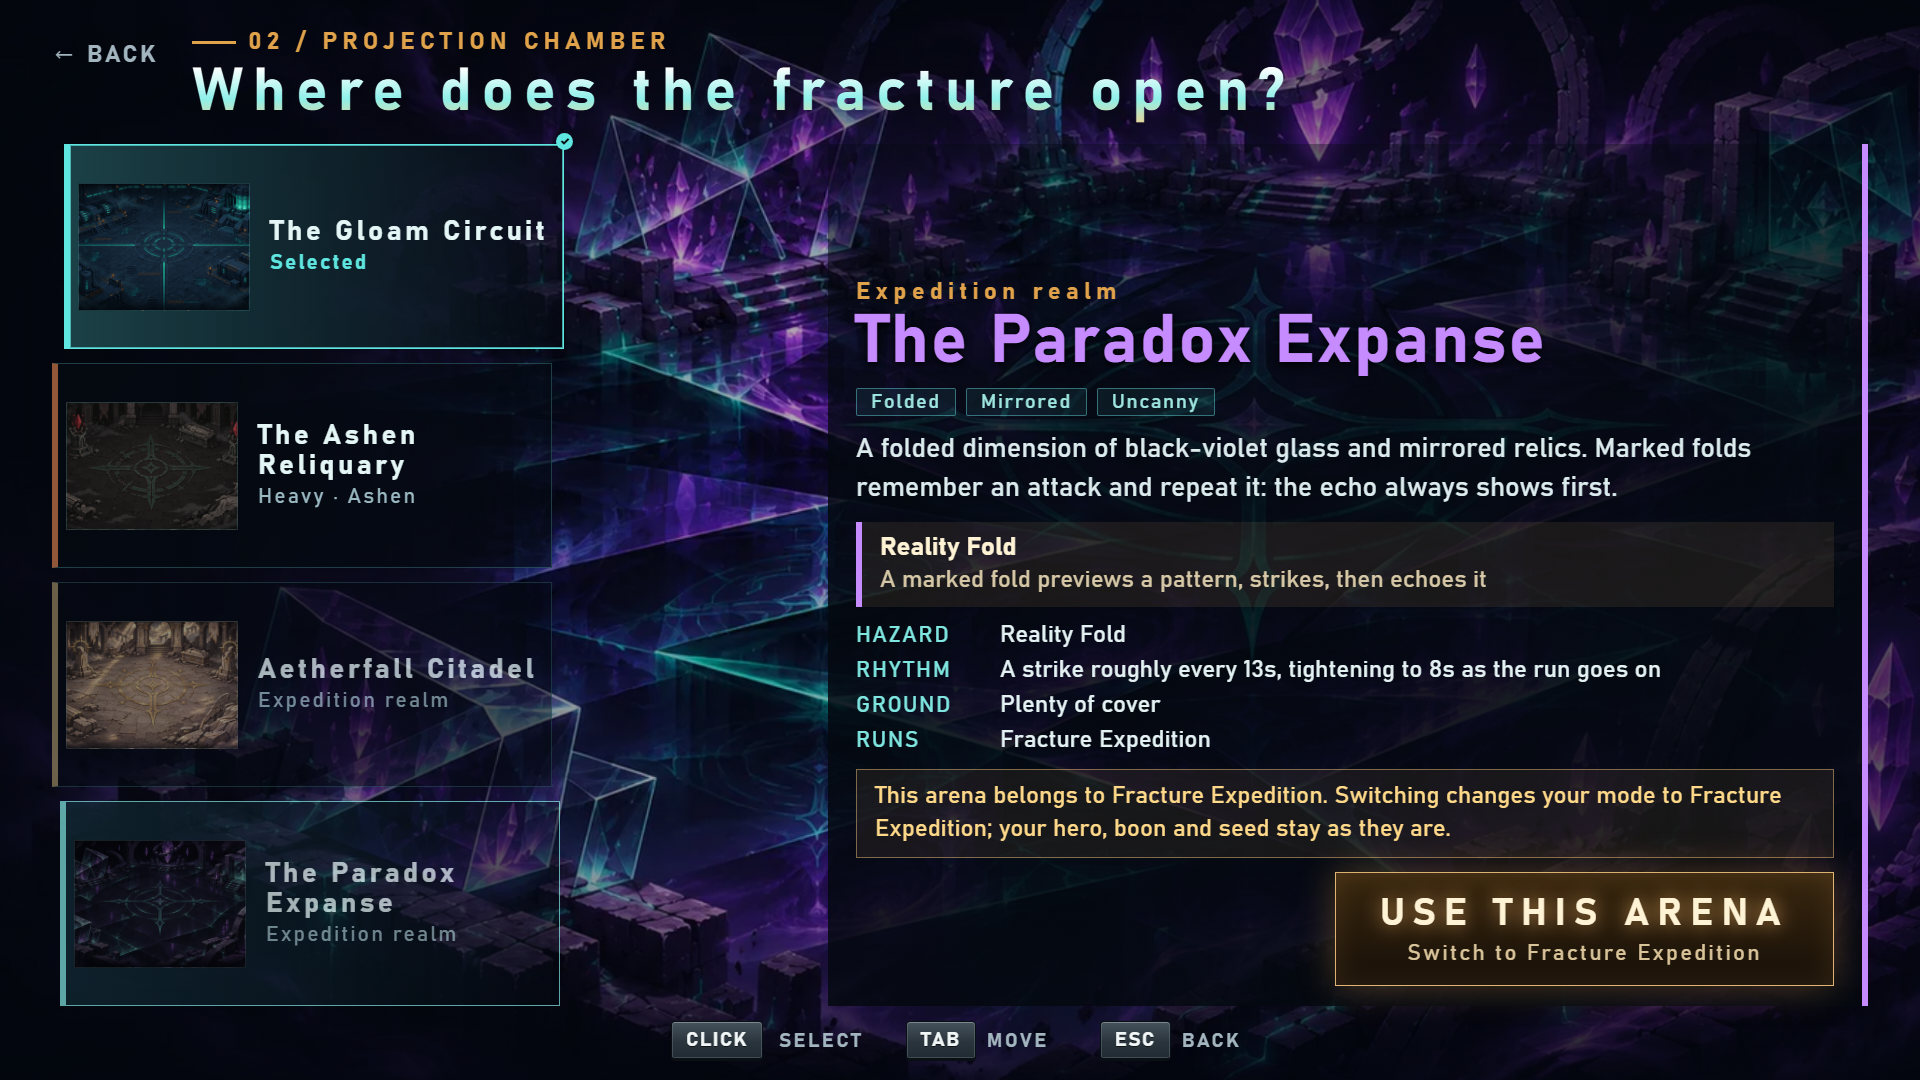 ← BACK
02 / PROJECTION CHAMBER
Where does the fracture open?
The Gloam Circuit
Selected
The Ashen
Reliquary
Heavy · Ashen
Aetherfall Citadel
Expedition realm
The Paradox
Expanse
Expedition realm
Expedition realm
The Paradox Expanse
Folded
Mirrored
Uncanny
A folded dimension of black-violet glass and mirrored relics. Marked folds
remember an attack and repeat it: the echo always shows first.
Reality Fold
A marked fold previews a pattern, strikes, then echoes it
HAZARD Reality Fold
RHYTHM A strike roughly every 13s, tightening to 8s as the run goes on
GROUND Plenty of cover
RUNS Fracture Expedition
This arena belongs to Fracture Expedition. Switching changes your mode to Fracture
Expedition; your hero, boon and seed stay as they are.
USE THIS ARENA
Switch to Fracture Expedition
CLICK SELECT TAB MOVE ESC BACK